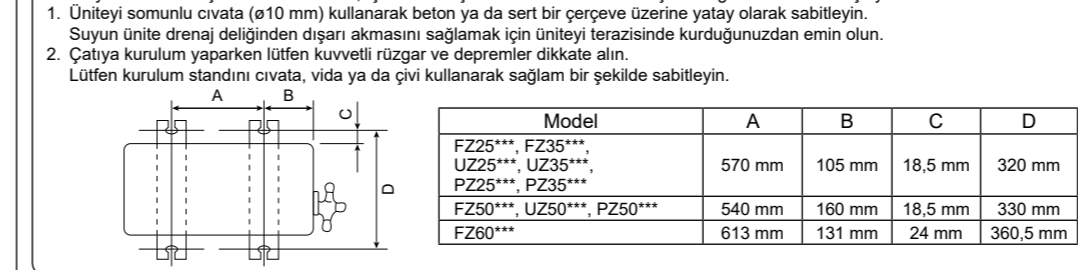 1. Üniteyi somunlu cıvata (ø10 mm) kullanarak beton ya da sert bir çerçeve üzerine yatay olarak sabitleyin.
Suyun ünite drenaj deliğinden dışarı akmasını sağlamak için üniteyi terazisinde kurduğunuzdan emin olun.
2. Çatıya kurulum yaparken lütfen kuvvetli rüzgar ve depremler dikkate alın.
Lütfen kurulum standını cıvata, vida ya da çivi kullanarak sağlam bir şekilde sabitleyin.
A B
C
D
Model A B C D
FZ25***, FZ35***,
UZ25***, UZ35***,
PZ25***, PZ35***
570 mm 105 mm 18,5 mm 320 mm
FZ50***, UZ50***, PZ50*** 540 mm 160 mm 18,5 mm 330 mm
FZ60*** 613 mm 131 mm 24 mm 360,5 mm